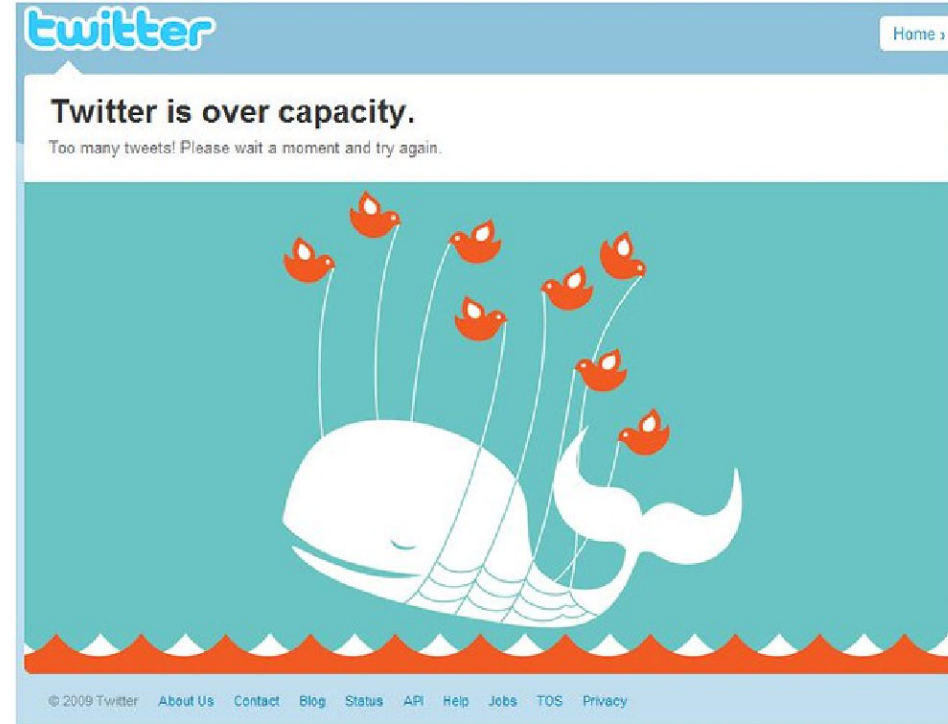 twitter
Home ›
Twitter is over capacity.
Too many tweets! Please wait a moment and try again.
© 2009 Twitter About Us Contact Blog Status API Help Jobs TOS Privacy